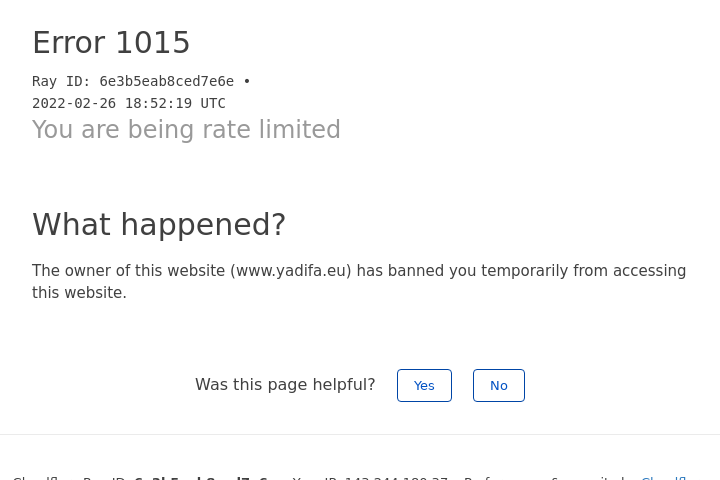 Error 1015
Ray ID: 6e3b5eab8ced7e6e •
2022-02-26 18:52:19 UTC
You are being rate limited
What happened?
The owner of this website (www.yadifa.eu) has banned you temporarily from accessing
this website.
Was this page helpful? Yes No